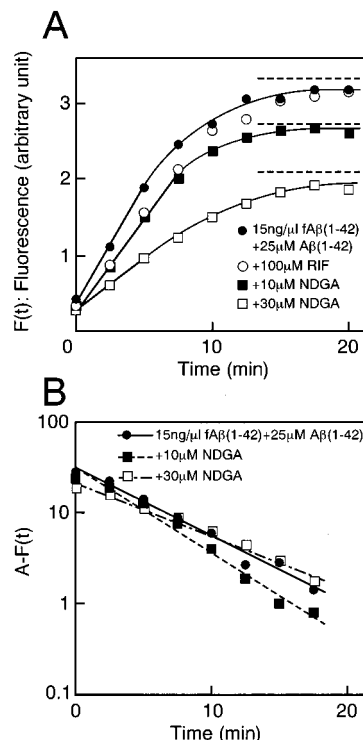 A
F(t): Fluorescence (arbitrary unit)
3
2
1
● 15ng/μl fAβ(1-42)
+25μM Aβ(1-42)
○ +100μM RIF
■ +10μM NDGA
□ +30μM NDGA
0 10 20
Time (min)
B
A-F(t)
100
10
1
0.1
15ng/μl fAβ(1-42)+25μM Aβ(1-42)
+10μM NDGA
+30μM NDGA
0 10 20
Time (min)